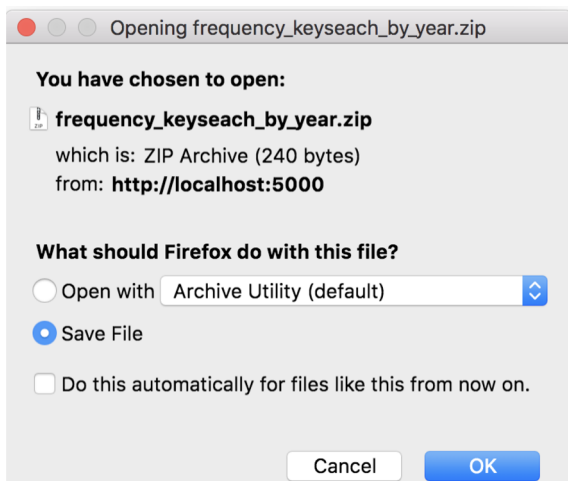 Opening frequency_keyseach_by_year.zip
You have chosen to open:
ZIP
frequency_keyseach_by_year.zip
which is: ZIP Archive (240 bytes)
from: http://localhost:5000
What should Firefox do with this file?
Open with Archive Utility (default)
Save File
Do this automatically for files like this from now on.
Cancel OK